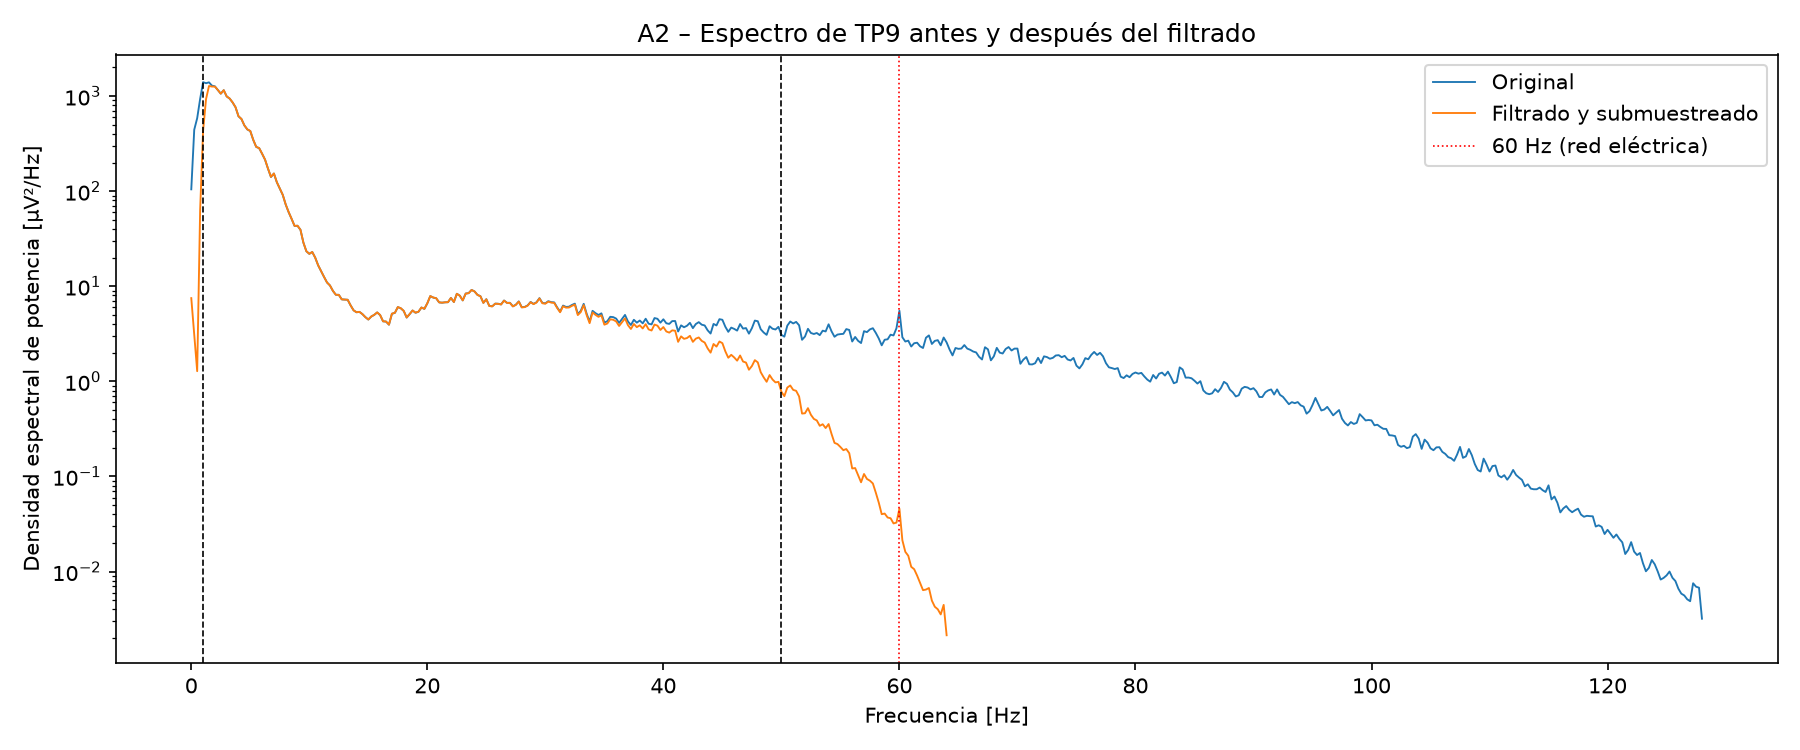 A2 – Espectro de TP9 antes y después del filtrado
Original
Filtrado y submuestreado
60 Hz (red eléctrica)
Densidad espectral de potencia [µV²/Hz]
10³
10²
10¹
10⁰
10⁻¹
10⁻²
0 20 40 60 80 100 120
Frecuencia [Hz]